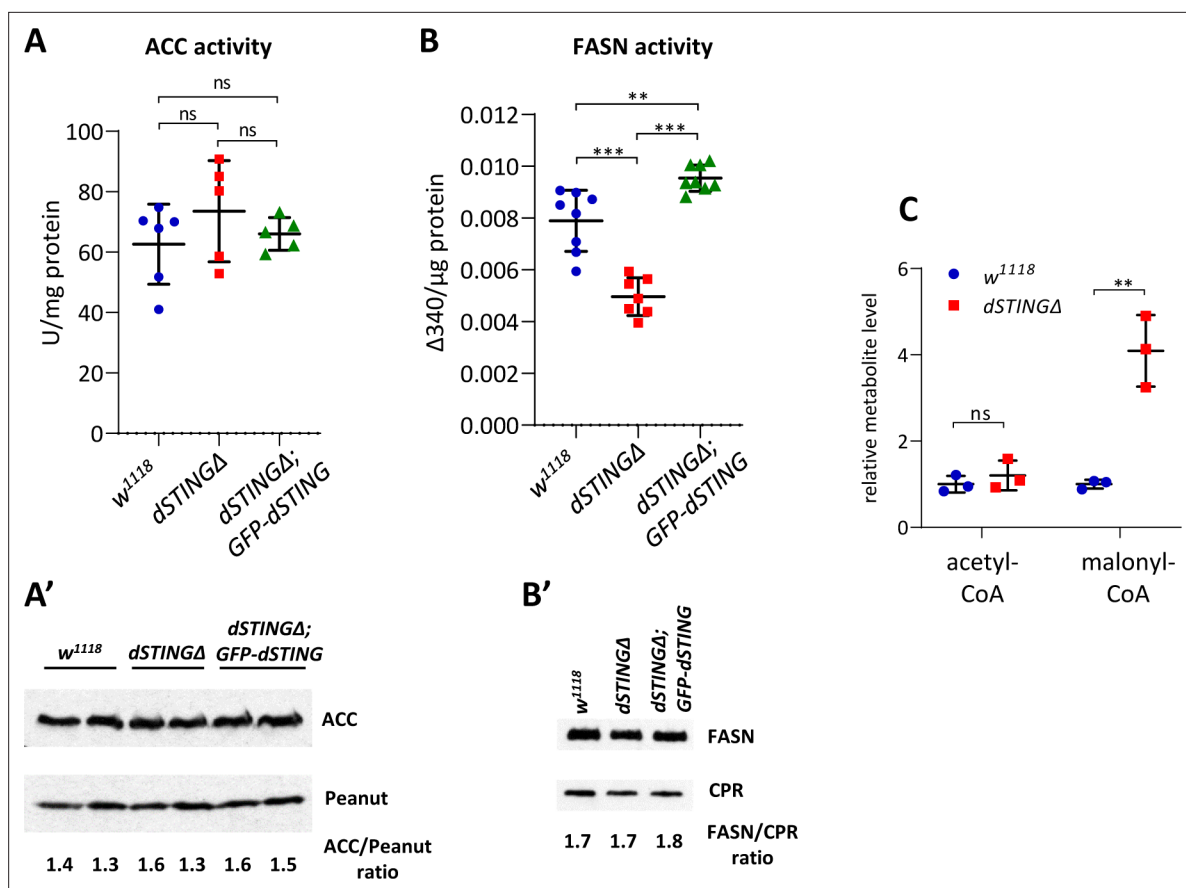 A
ACC activity
ns
ns
ns
U/mg protein
100
80
60
40
20
0
w1118
dSTINGΔ
dSTINGΔ;
GFP-dSTING
B
FASN activity
**
***
***
Δ340/µg protein
0.012
0.010
0.008
0.006
0.004
0.002
0.000
w1118
dSTINGΔ
dSTINGΔ;
GFP-dSTING
C
w1118
dSTINGΔ
relative metabolite level
6
4
2
0
ns
**
acetyl-
CoA
malonyl-
CoA
A'
w1118
dSTINGΔ
dSTINGΔ;
GFP-dSTING
ACC
Peanut
1.4 1.3 1.6 1.3 1.6 1.5
ACC/Peanut
ratio
B'
w1118
dSTINGΔ
dSTINGΔ;
GFP-dSTING
FASN
CPR
1.7 1.7 1.8
FASN/CPR
ratio